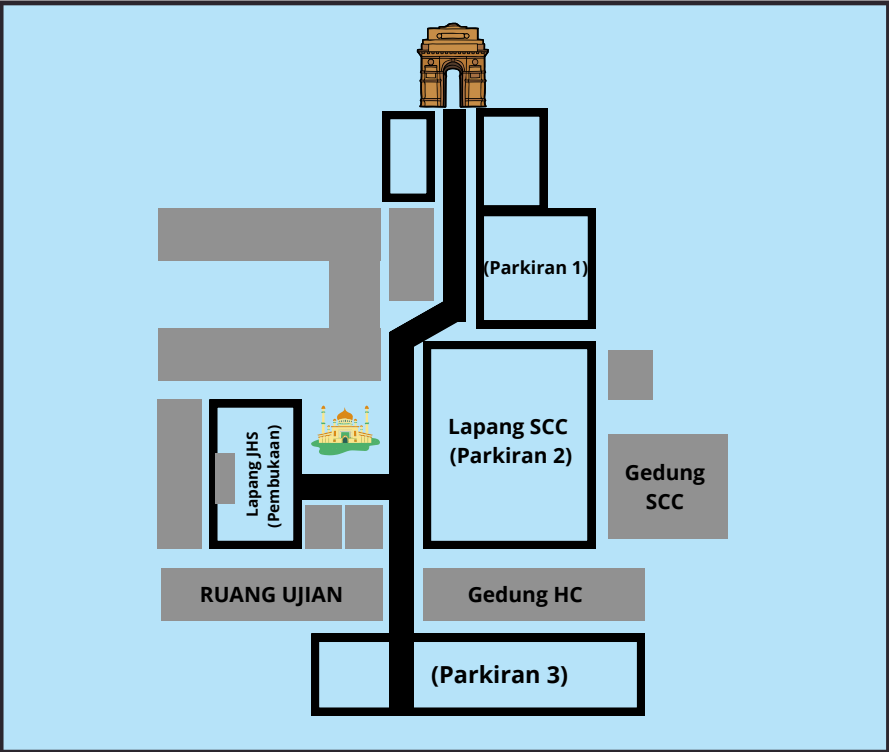 (Parkiran 1)
Lapang SCC
(Parkiran 2)
Lapang JHS
(Pembukaan)
Gedung
SCC
RUANG UJIAN
Gedung HC
(Parkiran 3)